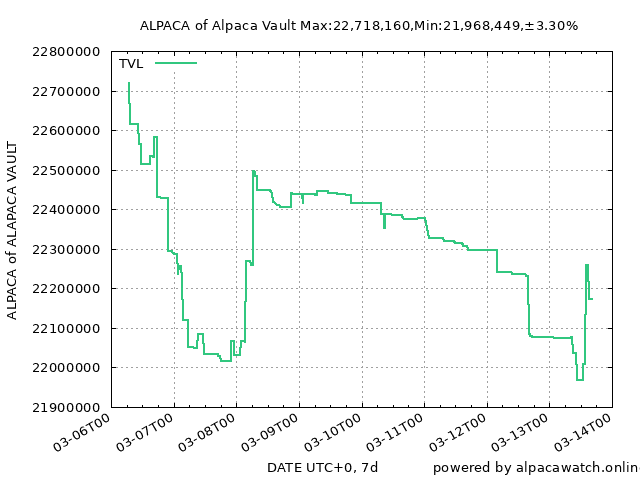 ALPACA of Alpaca Vault Max:22,718,160,Min:21,968,449,±3.30%
TVL
22800000
22700000
22600000
22500000
22400000
22300000
22200000
22100000
22000000
21900000
ALPACA of ALAPACA VAULT
03-06T00
03-07T00
03-08T00
03-09T00
03-10T00
03-11T00
03-12T00
03-13T00
03-14T00
DATE UTC+0, 7d
powered by alpacawatch.onlin